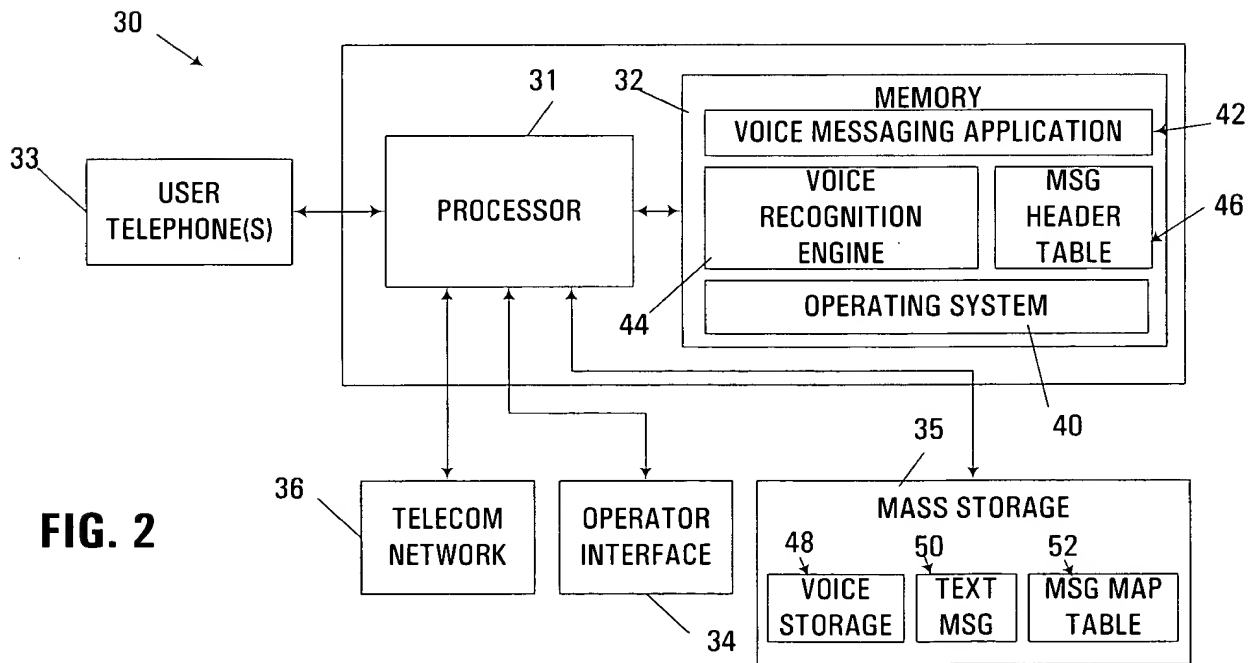 30
31
32
MEMORY
VOICE MESSAGING APPLICATION
42
33
USER
TELEPHONE(S)
PROCESSOR
VOICE
RECOGNITION
ENGINE
MSG
HEADER
TABLE
46
44
OPERATING SYSTEM
40
35
36
TELECOM
NETWORK
OPERATOR
INTERFACE
34
MASS STORAGE
48
50
52
VOICE
STORAGE
TEXT
MSG
MSG MAP
TABLE
FIG. 2